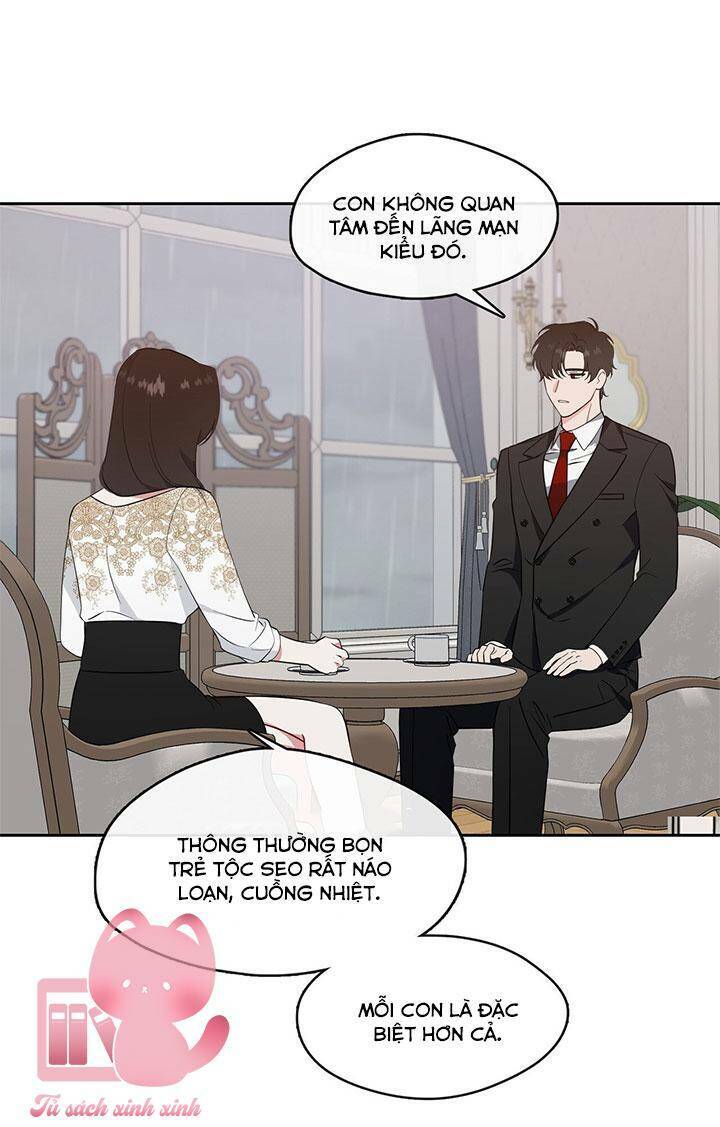 CON KHÔNG QUAN
TÂM ĐẾN LÃNG MẠN
KIỂU ĐÓ.
THÔNG THƯỜNG BỌN
TRẺ TỘC SEO RẤT NÁO
LOẠN, CUỒNG NHIỆT.
MỖI CON LÀ ĐẶC
BIỆT HƠN CẢ.
Tủ sách xinh xinh